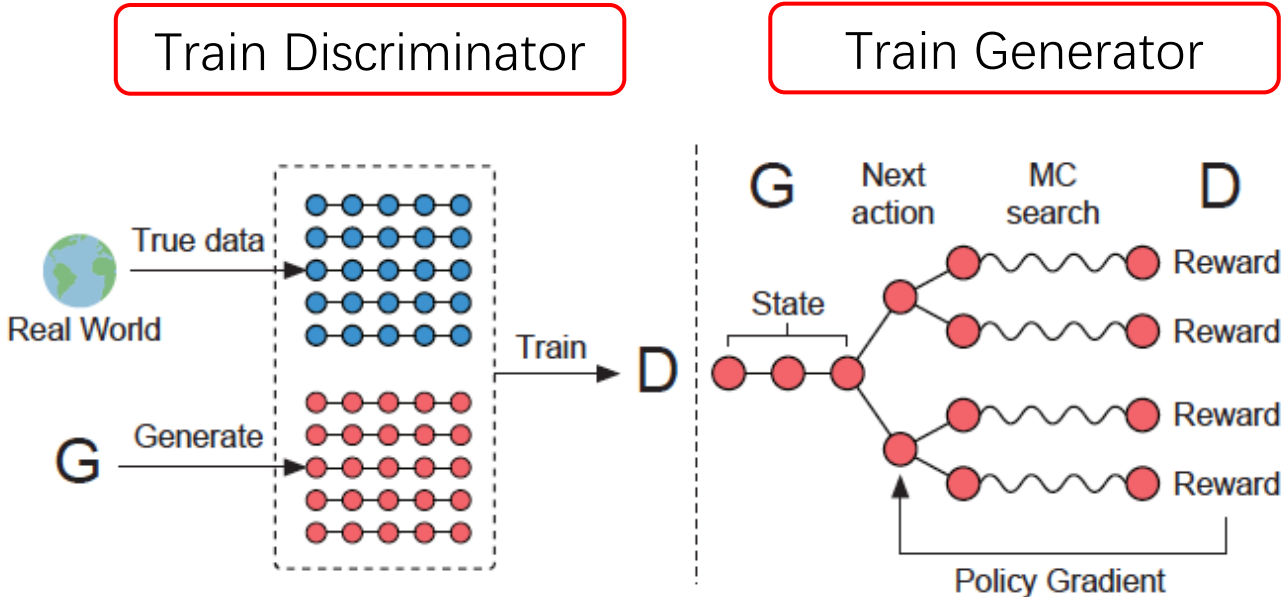 Train Discriminator
Train Generator
True data
Real World
G
Generate
Train
D
G
Next
action
MC
search
D
State
Reward
Reward
Reward
Reward
Policy Gradient